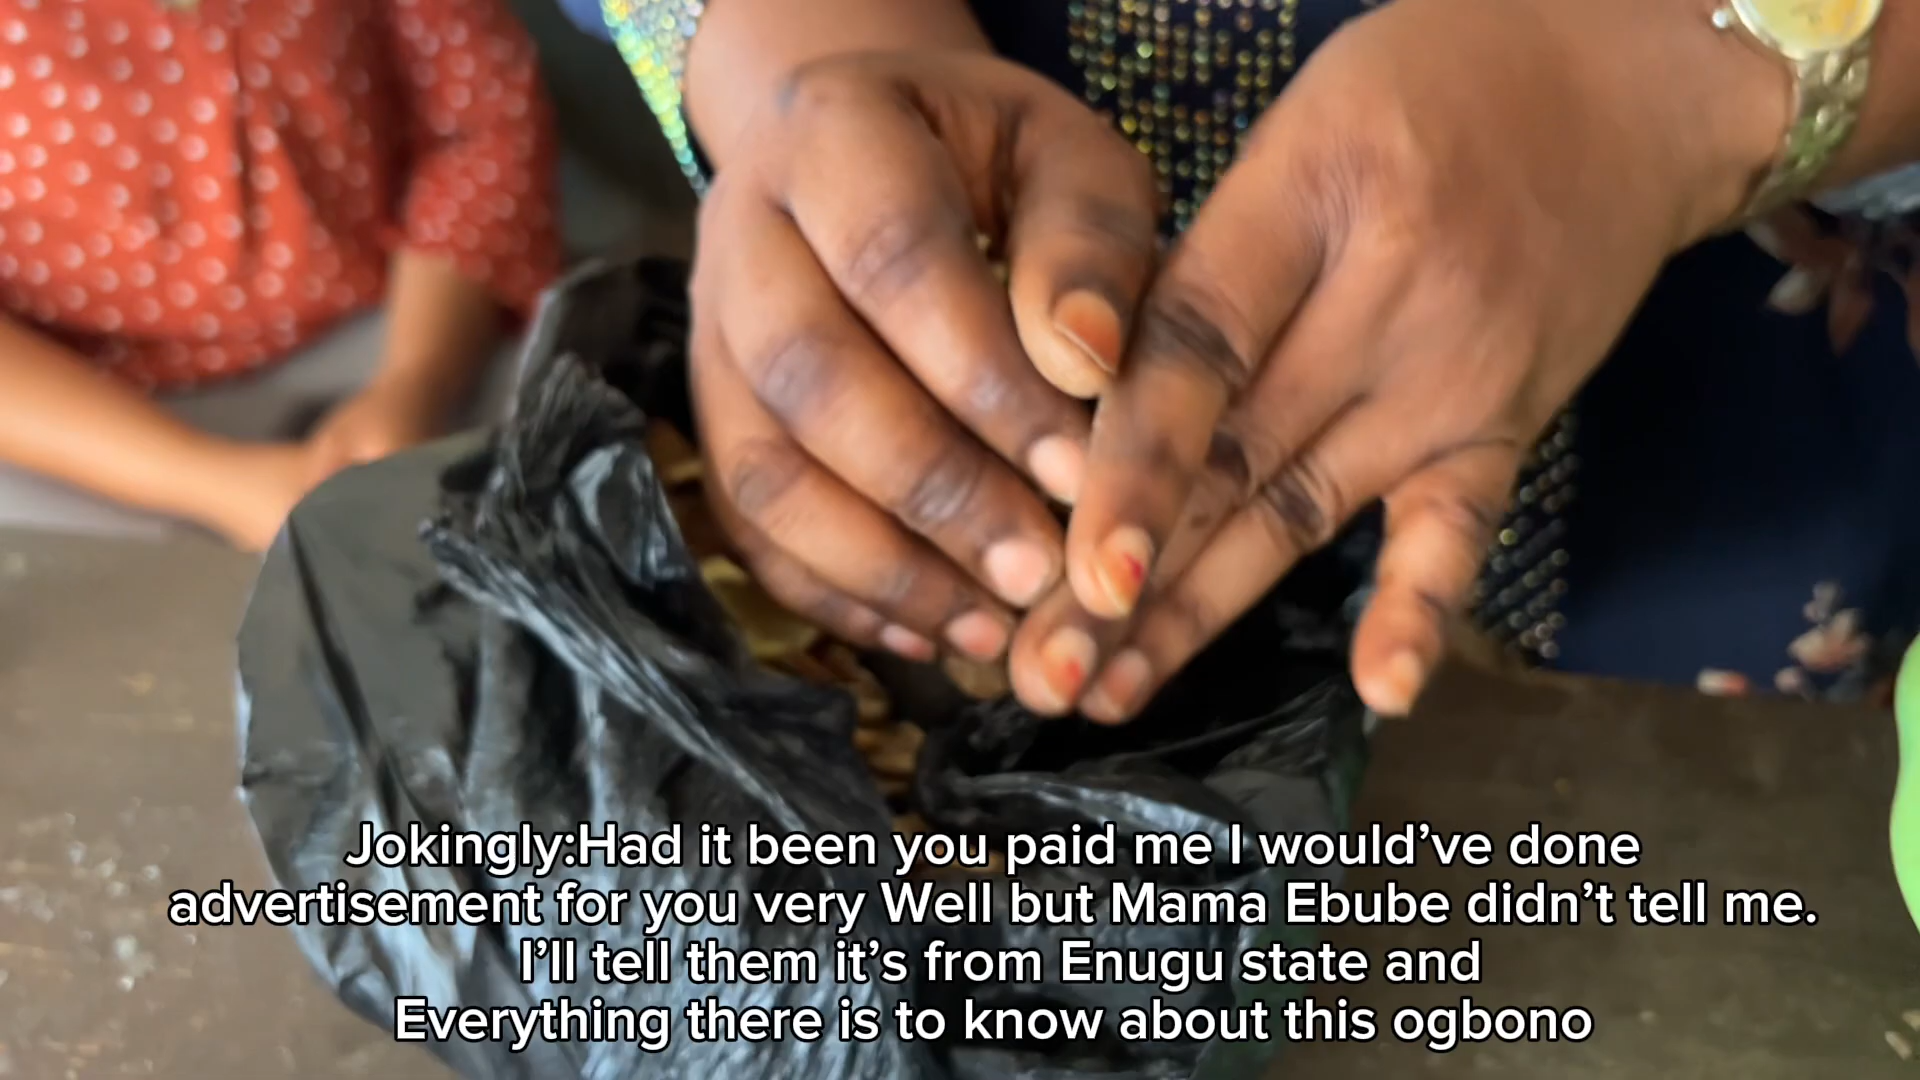 Jokingly:Had it been you paid me I would’ve done
advertisement for you very Well but Mama Ebube didn’t tell me.
I’ll tell them it’s from Enugu state and
Everything there is to know about this ogbono